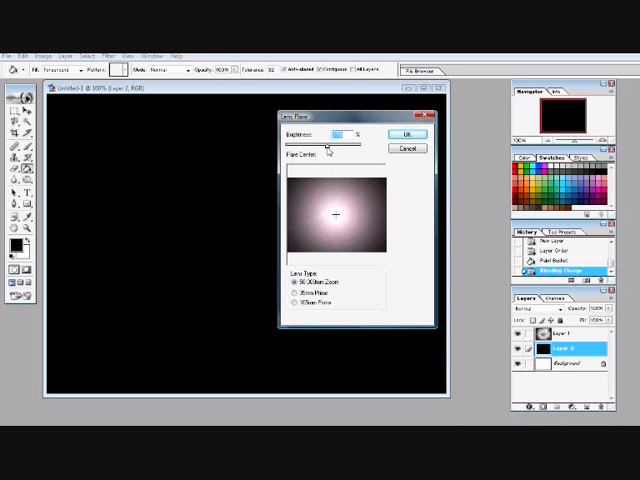 File Edit Image Layer Select Filter View Window Help
Fill: Foreground Pattern: Mode: Normal Opacity: 100% Tolerance: 32 Anti-aliased Contiguous All Layers File Browser
Untitled-1 @ 100% (Layer 2, RGB)
Lens Flare
Brightness: %
OK
Cancel
Flare Center:
Lens Type:
50-300mm Zoom
35mm Prime
105mm Prime
Navigator Info
100%
Color Swatches Styles
History Tool Presets
New Layer
Layer Order
Paint Bucket
Blending Change
Layers Channels
Normal Opacity: 100%
Lock: Fill: 100%
Layer 1
Layer 2
Background